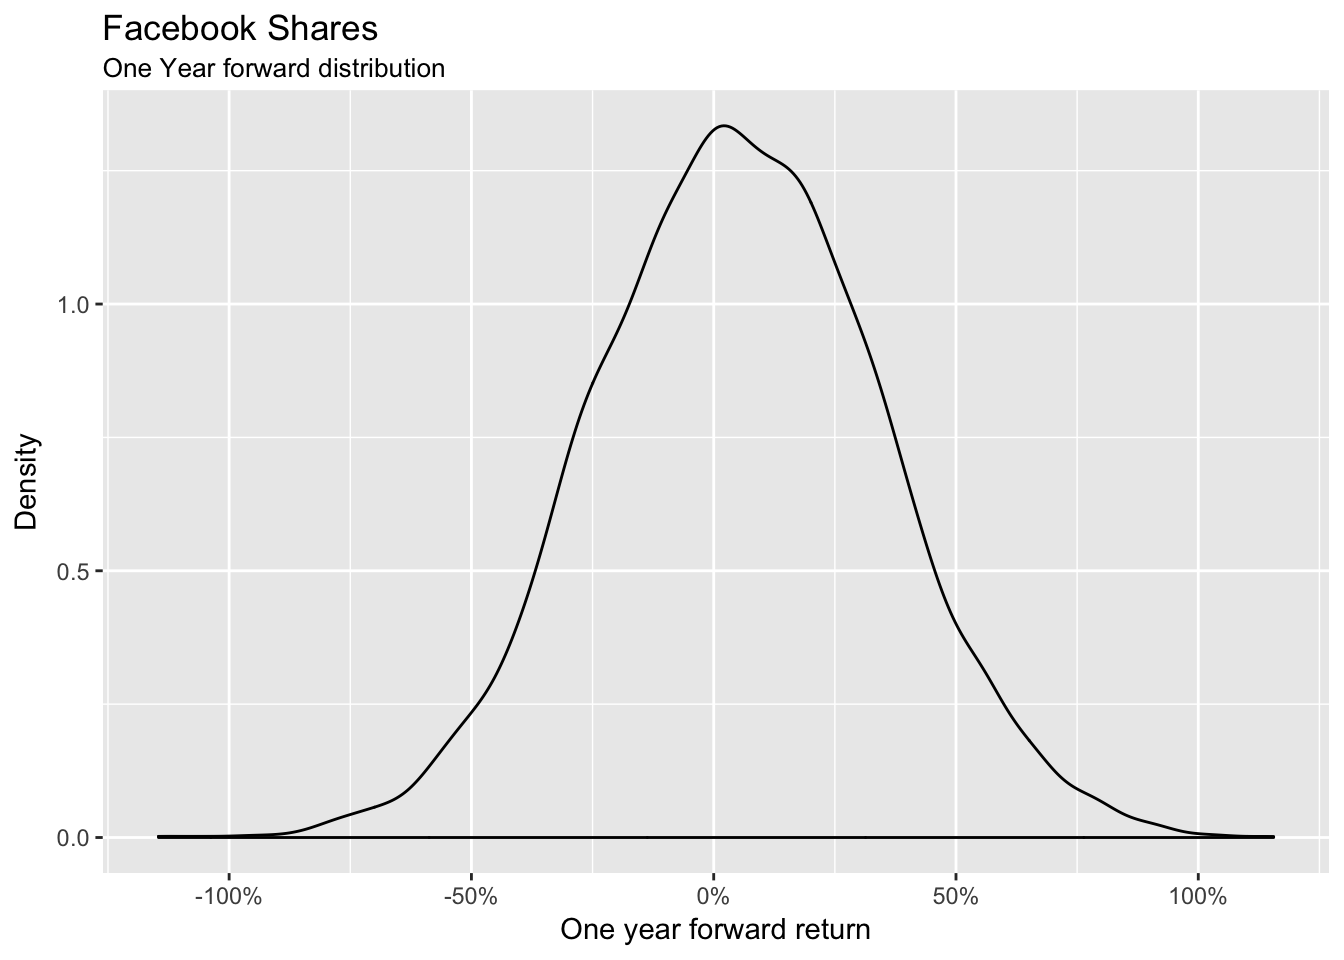 Facebook Shares
One Year forward distribution
Density
1.0
0.5
0.0
-100% -50% 0% 50% 100%
One year forward return